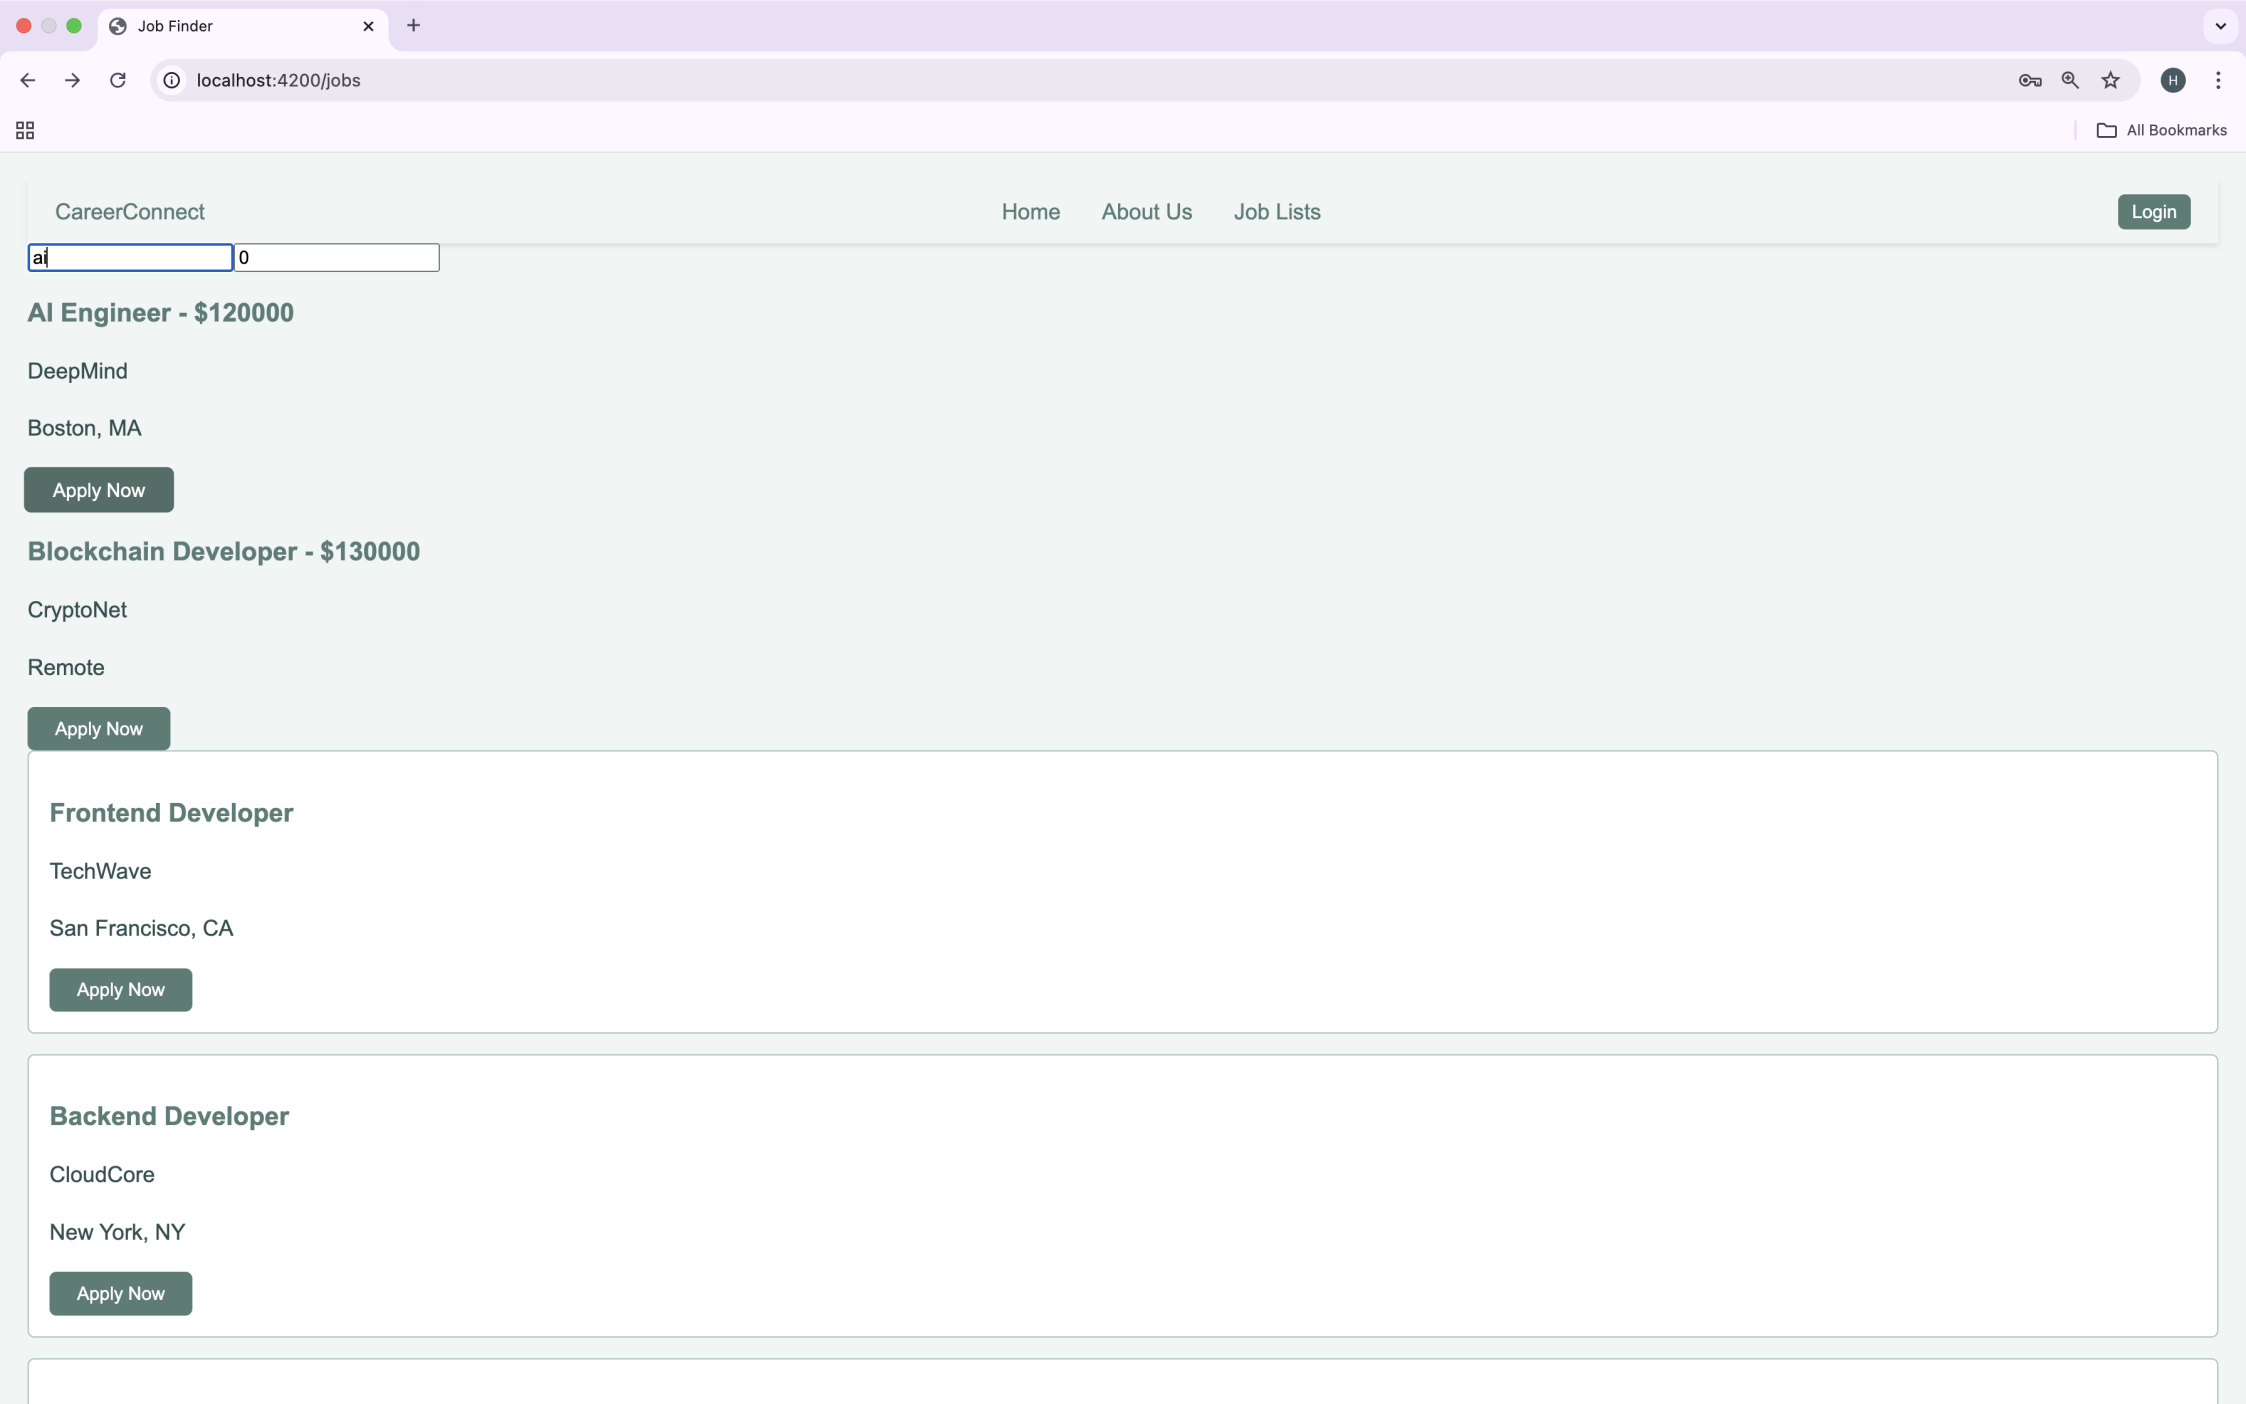 Job Finder
localhost:4200/jobs
H
All Bookmarks
CareerConnect
Home
About Us
Job Lists
Login
ai
0
AI Engineer - $120000
DeepMind
Boston, MA
Apply Now
Blockchain Developer - $130000
CryptoNet
Remote
Apply Now
Frontend Developer
TechWave
San Francisco, CA
Apply Now
Backend Developer
CloudCore
New York, NY
Apply Now